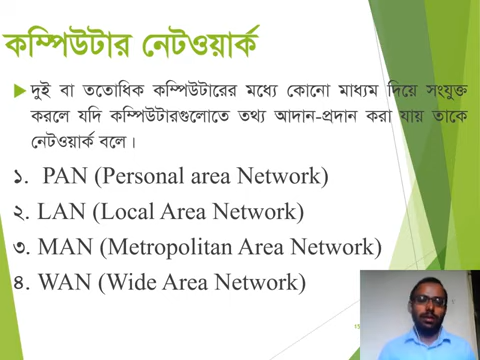 কম্পিউটার নেটওয়ার্ক
দুই বা ততোধিক কম্পিউটারের মধ্যে কোনো মাধ্যম দিয়ে সংযুক্ত
করলে যদি কম্পিউটারগুলোতে তথ্য আদান-প্রদান করা যায় তাকে
নেটওয়ার্ক বলে।
১. PAN (Personal area Network)
২. LAN (Local Area Network)
৩. MAN (Metropolitan Area Network)
৪. WAN (Wide Area Network)